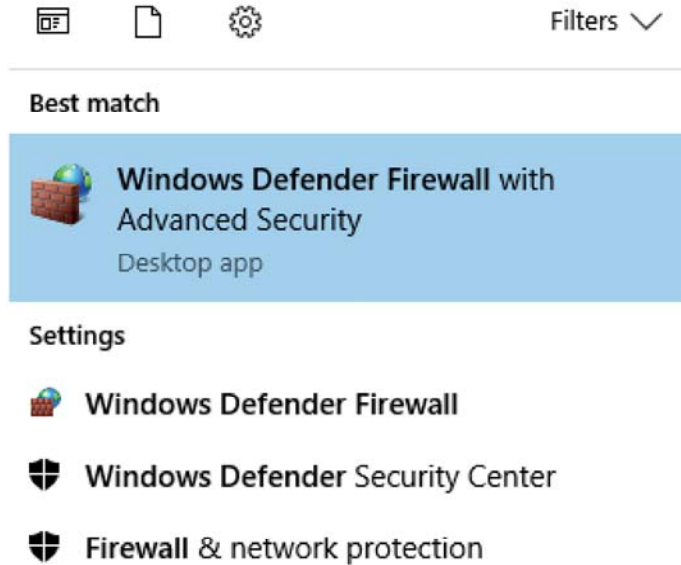 Filters
Best match
Windows Defender Firewall with
Advanced Security
Desktop app
Settings
Windows Defender Firewall
Windows Defender Security Center
Firewall & network protection